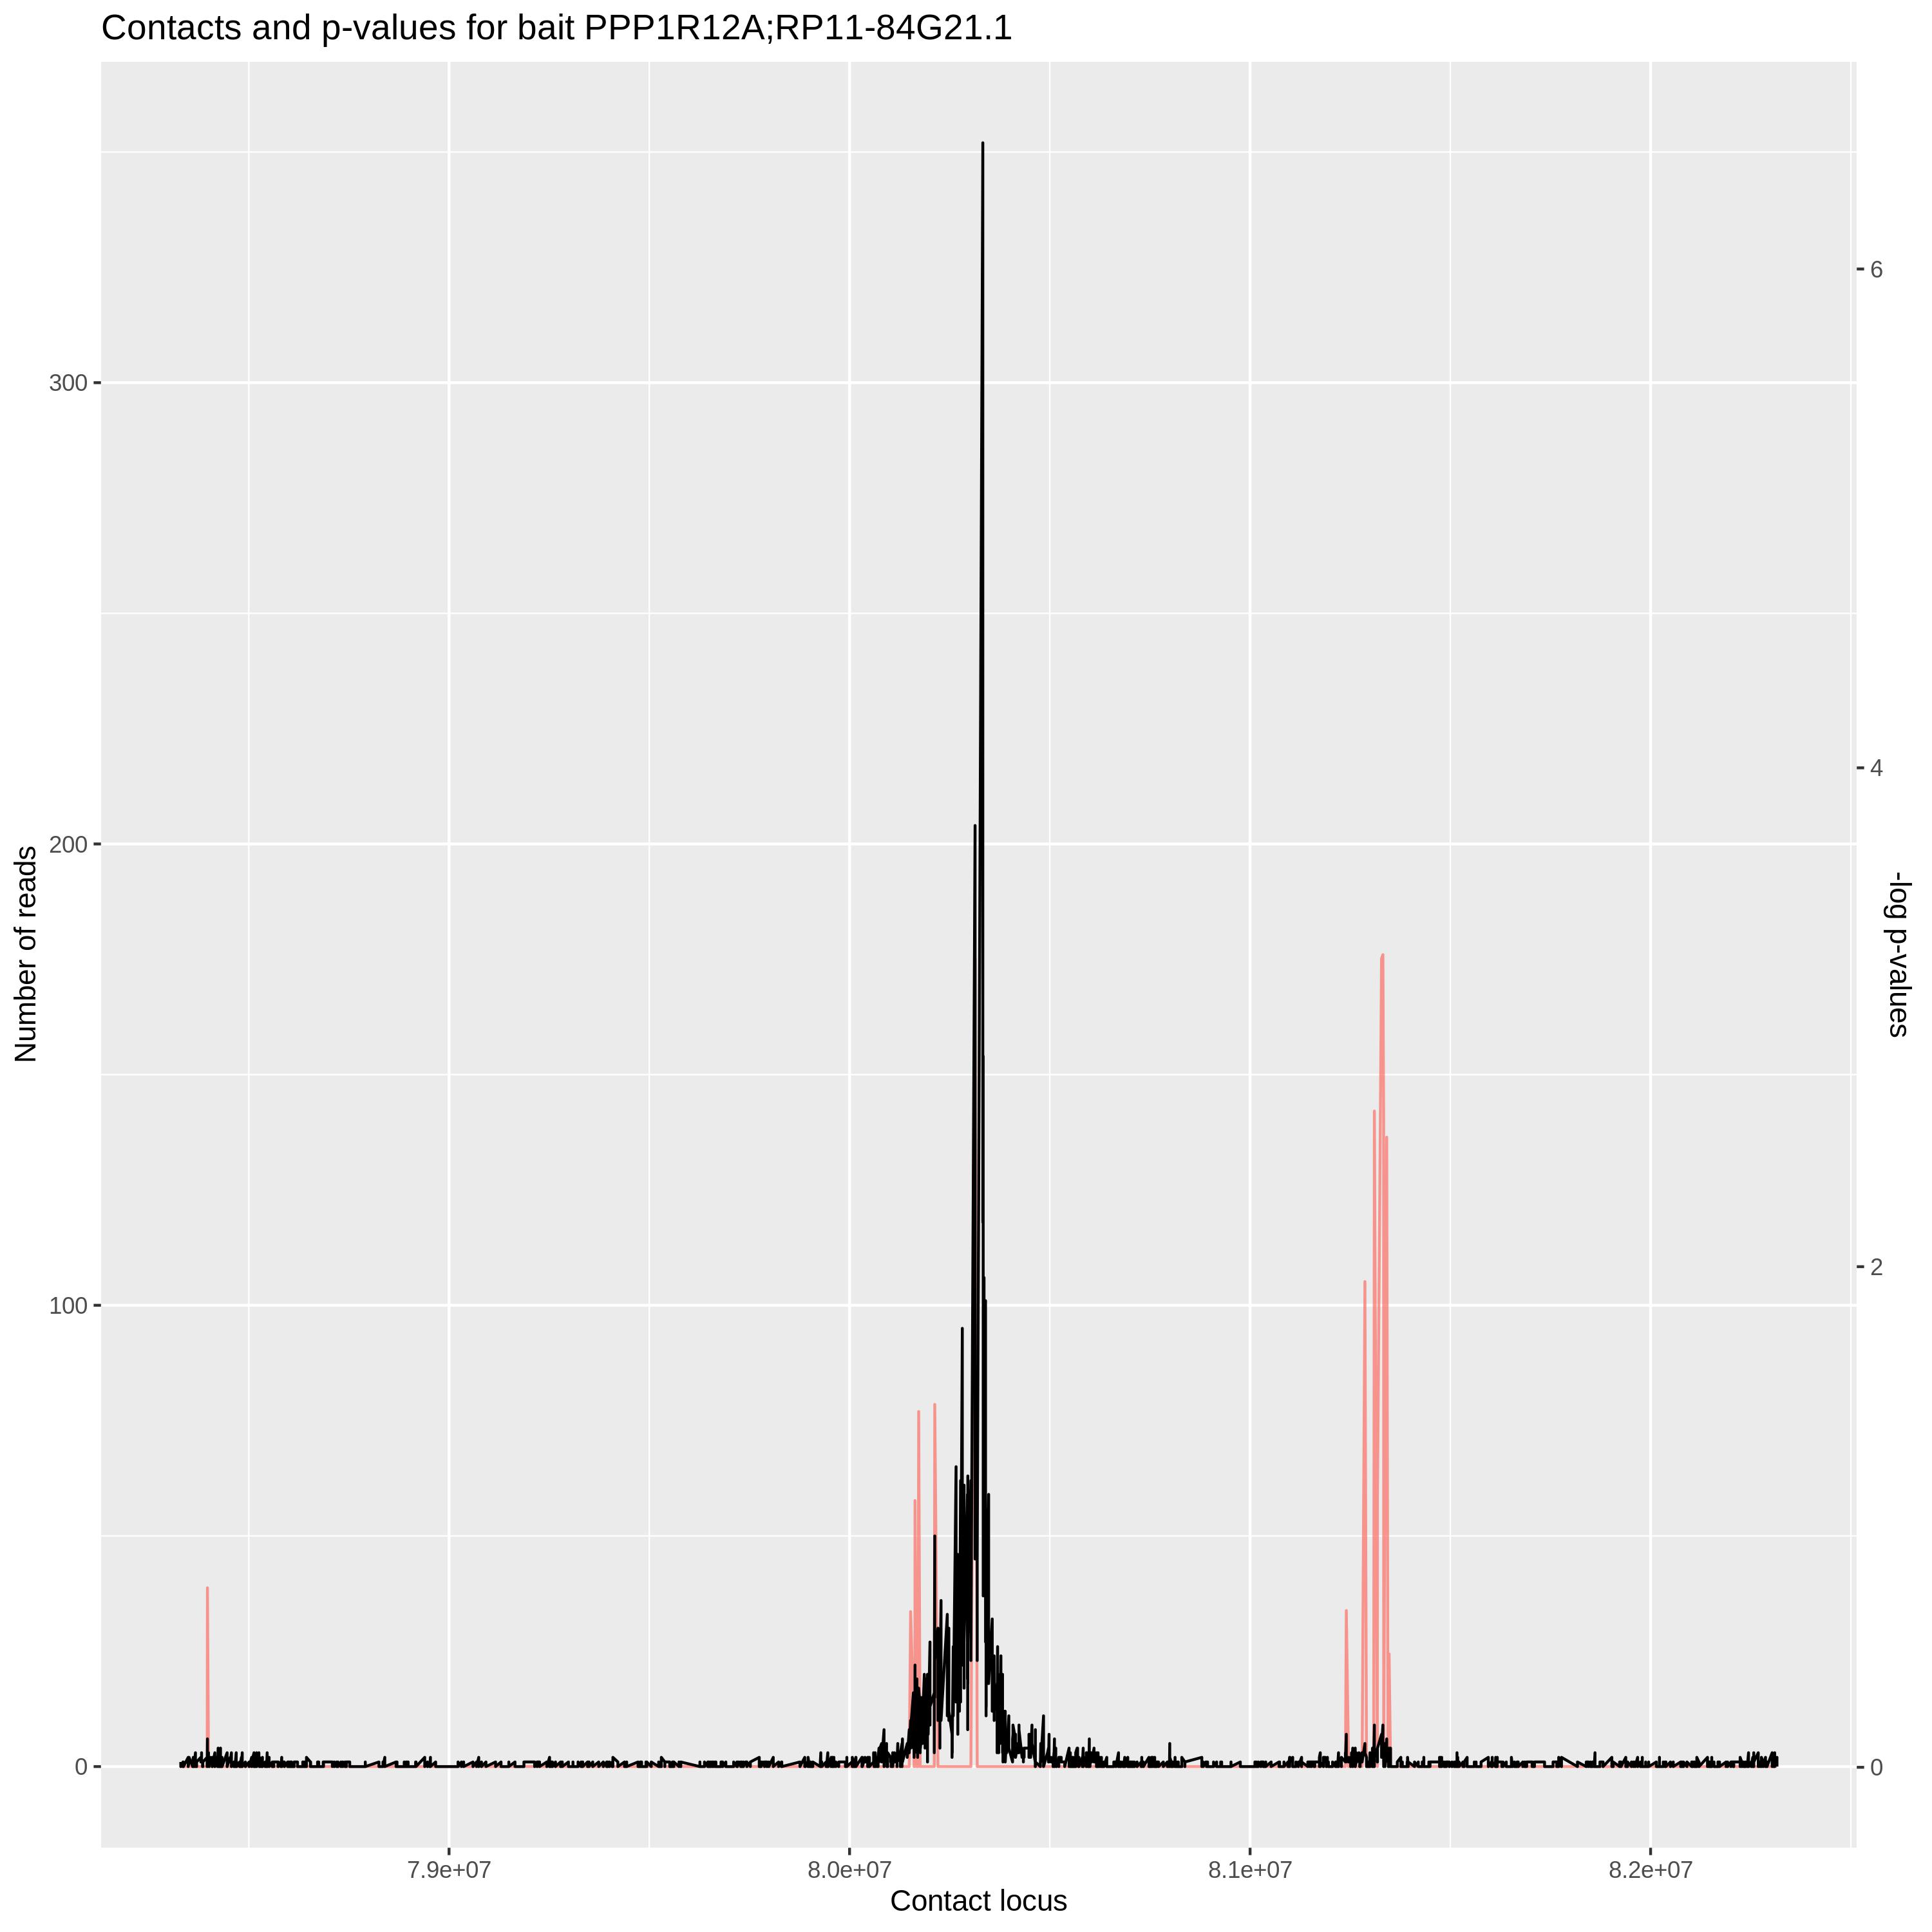 Contacts and p-values for bait PPP1R12A;RP11-84G21.1
300
200
100
0
Number of reads
6
4
2
0
-log p-values
7.9e+07 8.0e+07 8.1e+07 8.2e+07
Contact locus